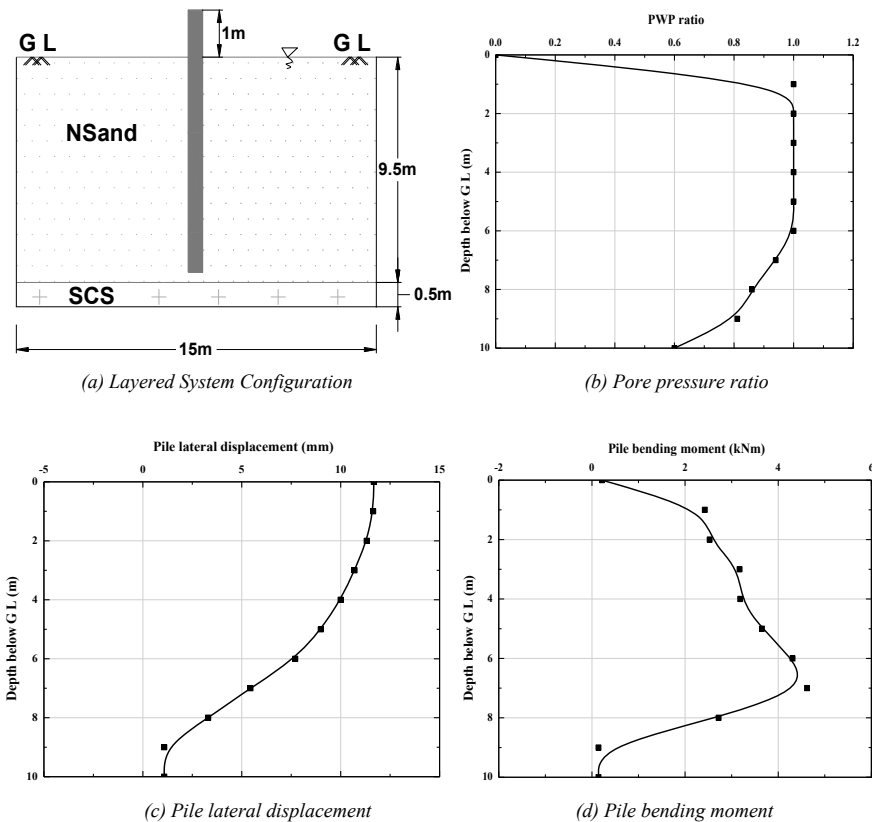 1m
G L
G L
NSand
9.5m
SCS
0.5m
15m
(a) Layered System Configuration
PWP ratio
0.0 0.2 0.4 0.6 0.8 1.0 1.2
0
2
4
6
8
10
Depth below G L (m)
(b) Pore pressure ratio
Pile lateral displacement (mm)
-5 0 5 10 15
0
2
4
6
8
10
Depth below G L (m)
(c) Pile lateral displacement
Pile bending moment (kNm)
-2 0 2 4 6
0
2
4
6
8
10
Depth below G L (m)
(d) Pile bending moment